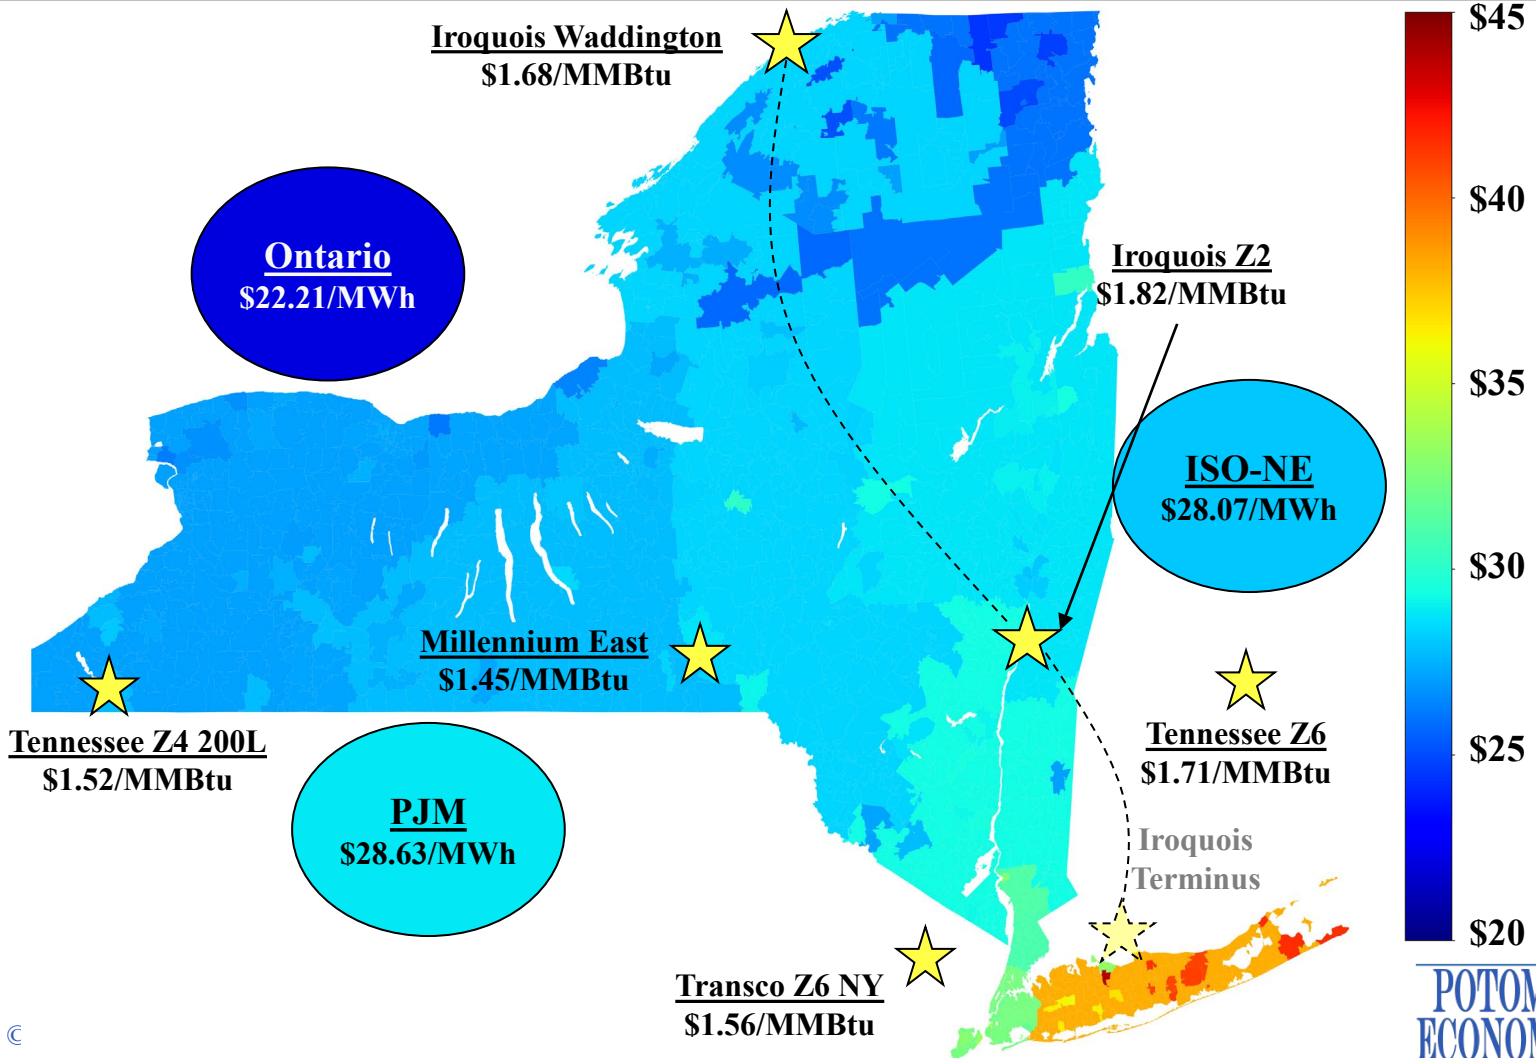 Iroquois Waddington
$1.68/MMBtu
Ontario
$22.21/MWh
Iroquois Z2
$1.82/MMBtu
ISO-NE
$28.07/MWh
Millennium East
$1.45/MMBtu
Tennessee Z4 200L
$1.52/MMBtu
PJM
$28.63/MWh
Tennessee Z6
$1.71/MMBtu
Iroquois
Terminus
Transco Z6 NY
$1.56/MMBtu
$45
$40
$35
$30
$25
$20
POTOM
ECONOM
©